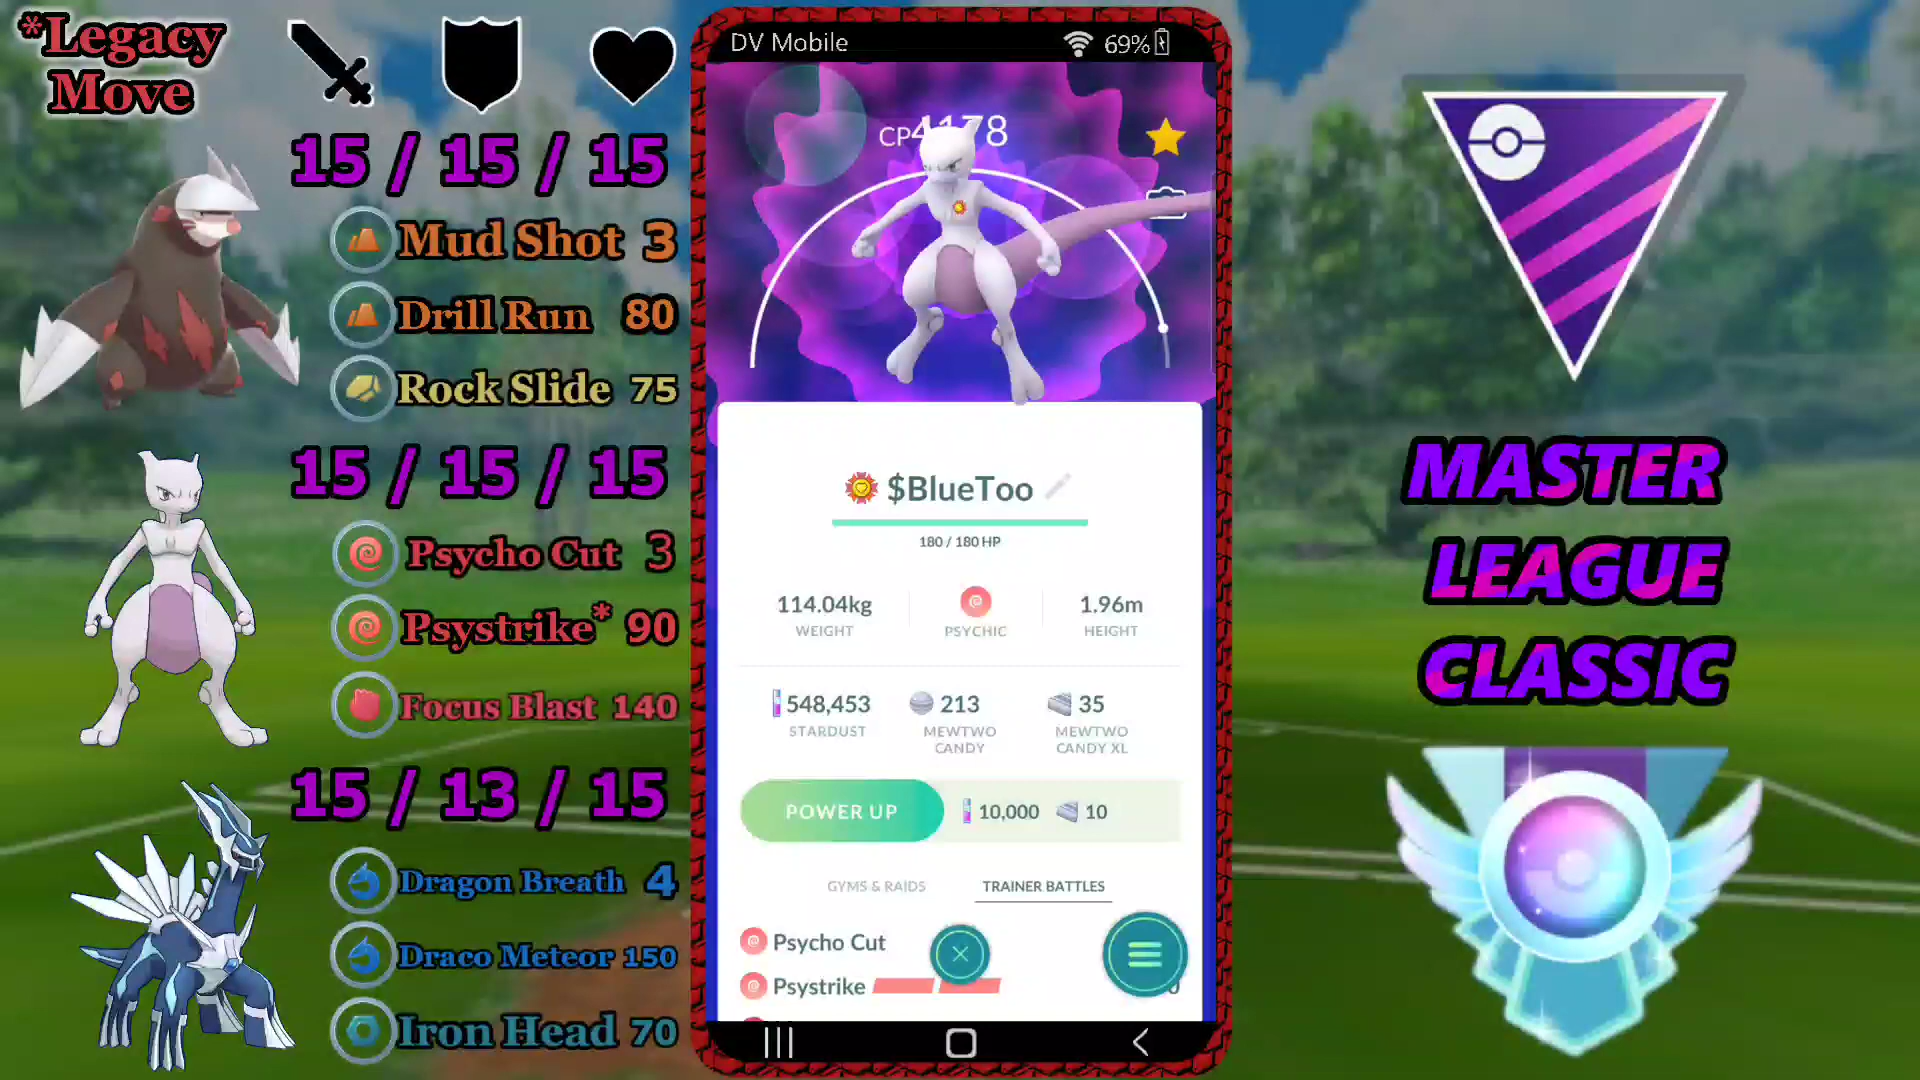 *Legacy
Move
15 / 15 / 15
Mud Shot 3
Drill Run 80
Rock Slide 75
15 / 15 / 15
Psycho Cut 3
Psystrike* 90
Focus Blast 140
15 / 13 / 15
Dragon Breath 4
Draco Meteor 150
Iron Head 70
DV Mobile 69%
CP4178
$BlueToo
180 / 180 HP
114.04kg 1.96m
WEIGHT PSYCHIC HEIGHT
548,453 213 35
STARDUST MEWTWO CANDY MEWTWO CANDY XL
POWER UP 10,000 10
GYMS & RAIDS TRAINER BATTLES
Psycho Cut
Psystrike
MASTER
LEAGUE
CLASSIC